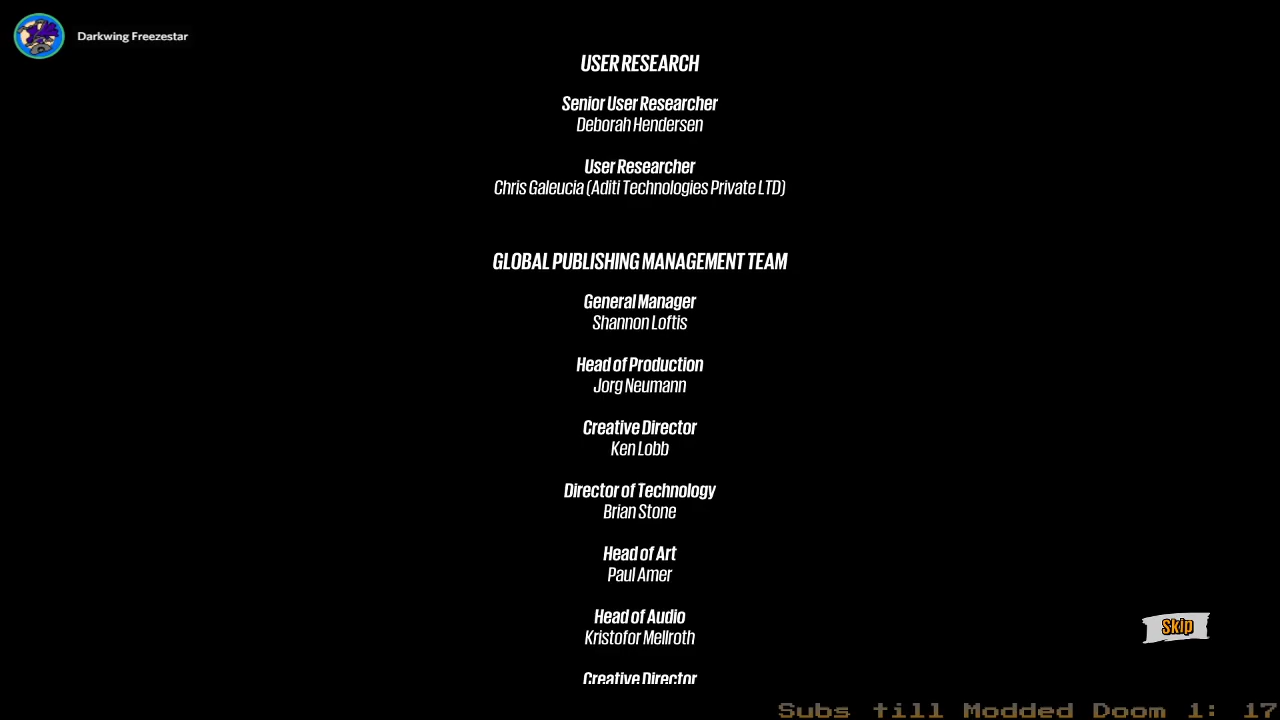 Darkwing Freezestar
USER RESEARCH
Senior User Researcher
Deborah Hendersen
User Researcher
Chris Galeucia (Aditi Technologies Private LTD)
GLOBAL PUBLISHING MANAGEMENT TEAM
General Manager
Shannon Loftis
Head of Production
Jorg Neumann
Creative Director
Ken Lobb
Director of Technology
Brian Stone
Head of Art
Paul Amer
Head of Audio
Kristofor Mellroth
Skip
Creative Director
Subs till Modded Doom 1: 17